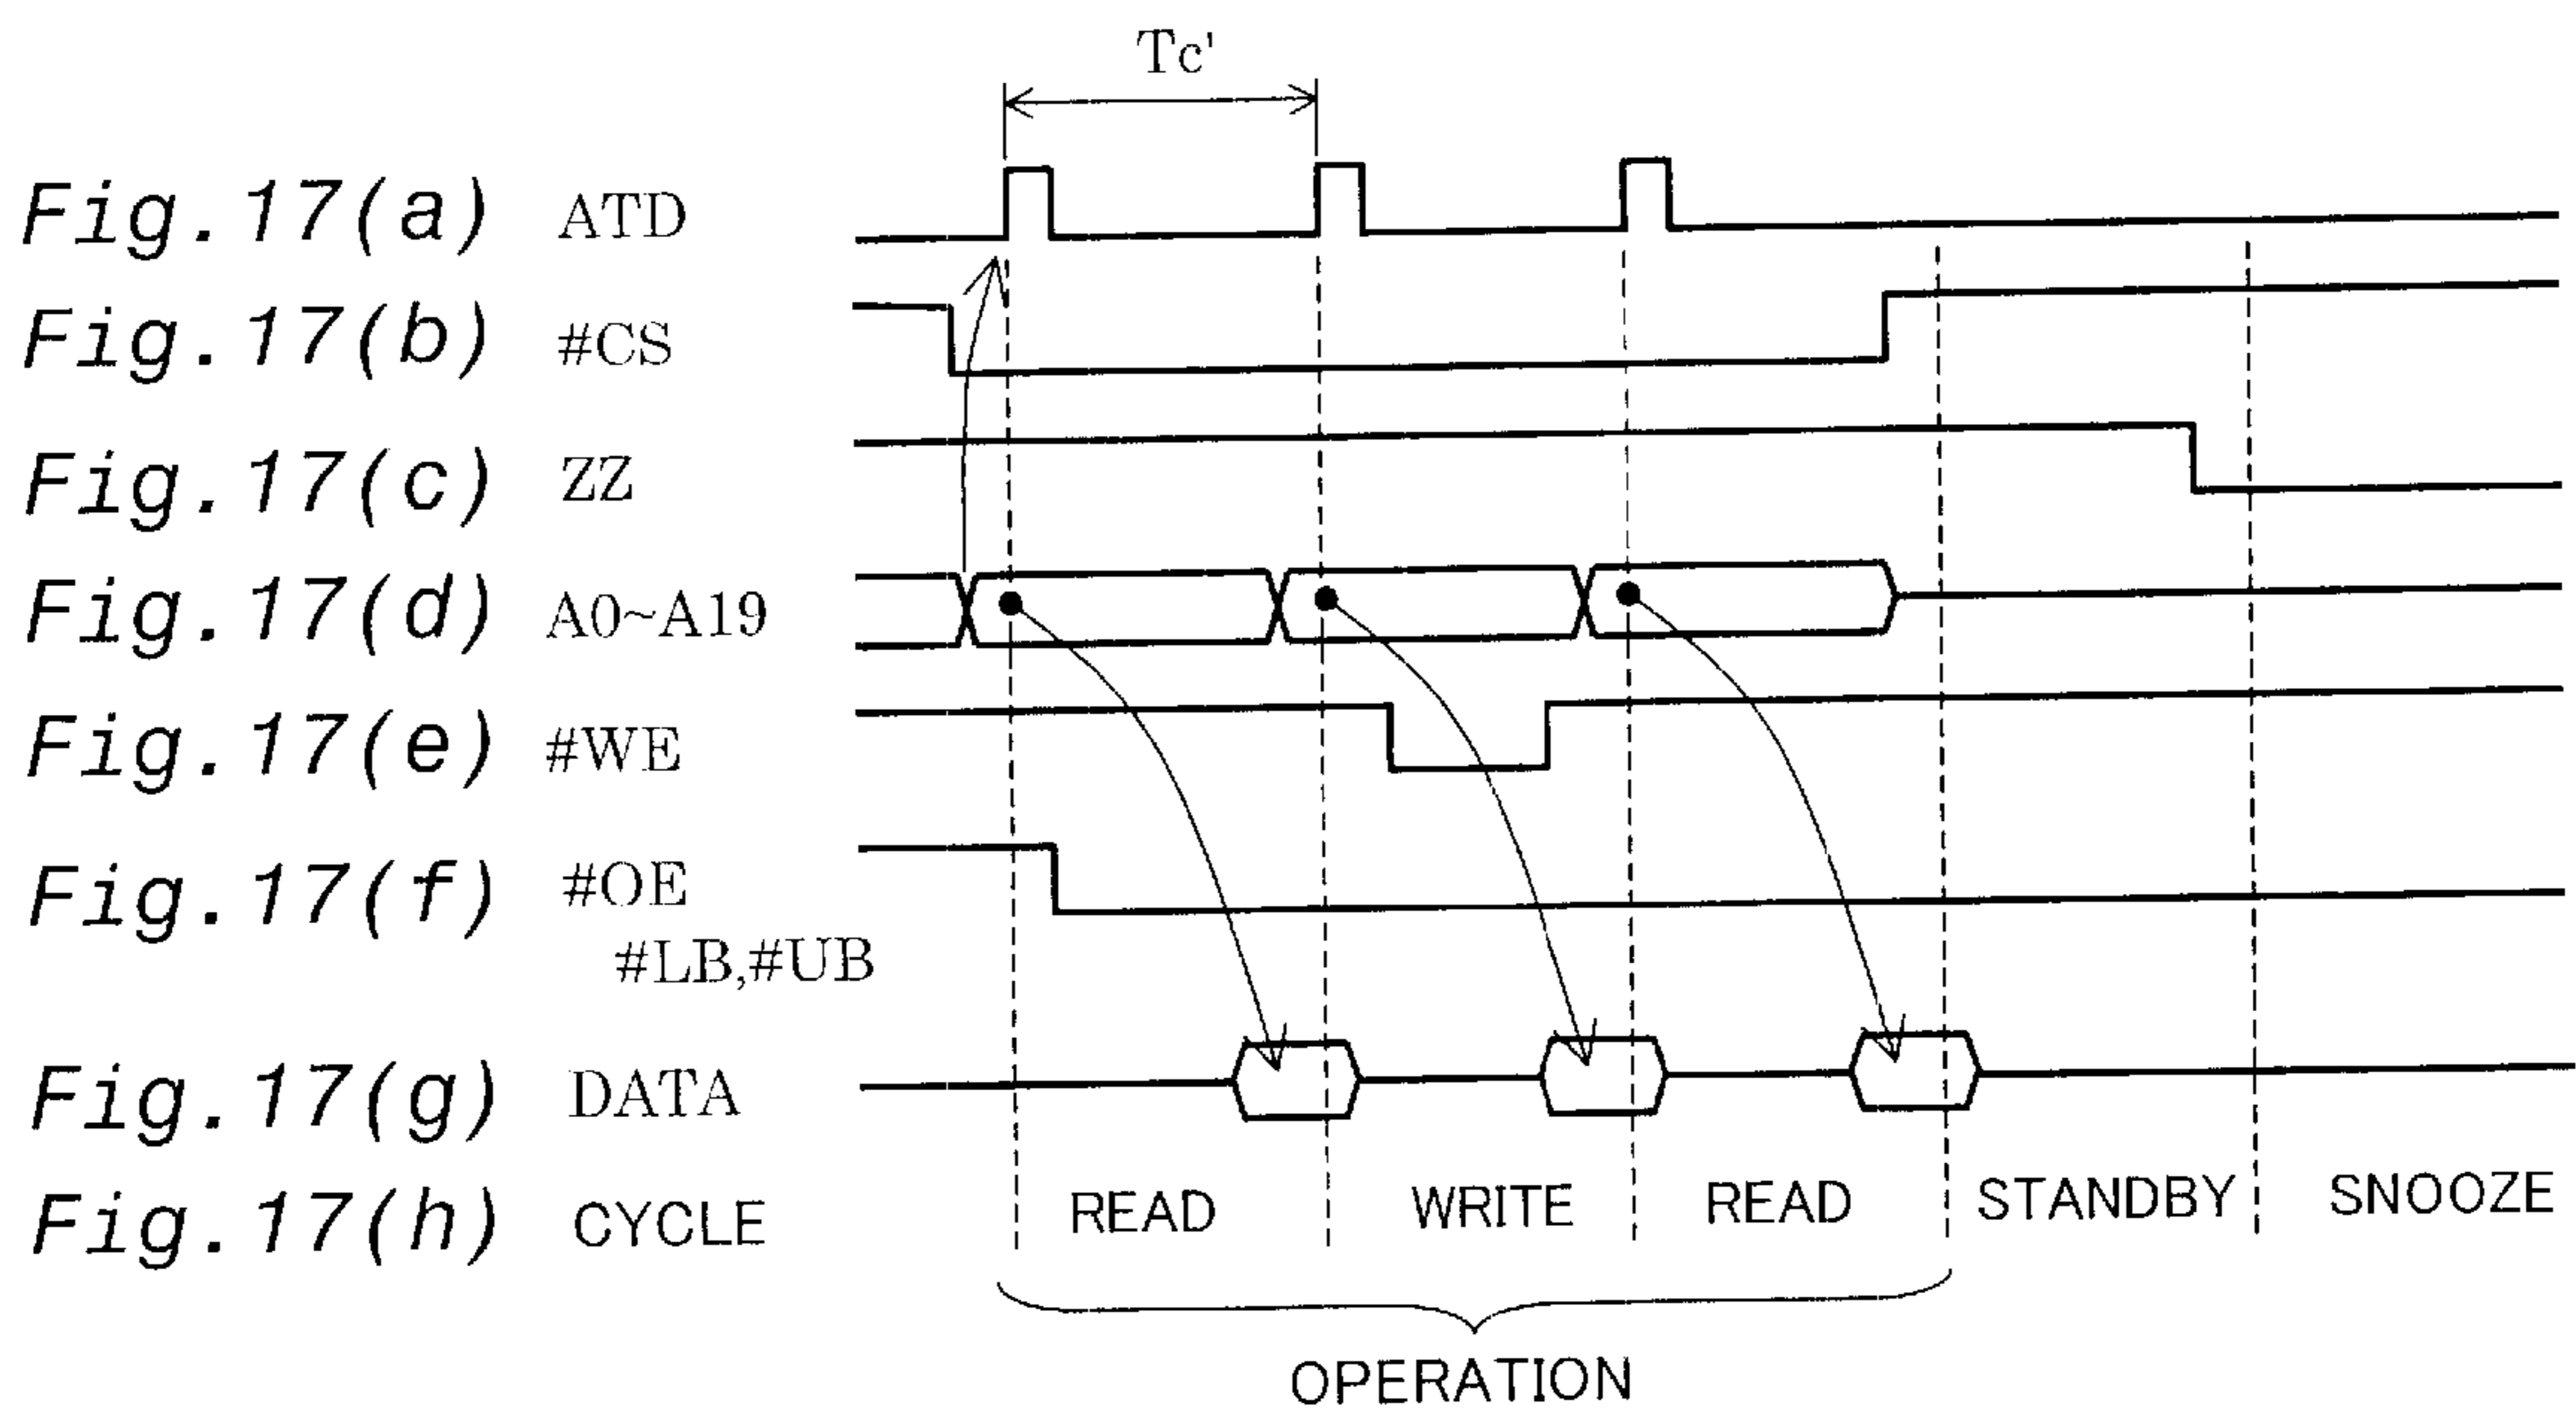 Tc'
Fig.17(a) ATD
Fig.17(b) #CS
Fig.17(c) ZZ
Fig.17(d) A0~A19
Fig.17(e) #WE
Fig.17(f) #OE
#LB,#UB
Fig.17(g) DATA
Fig.17(h) CYCLE READ WRITE READ STANDBY SNOOZE
OPERATION